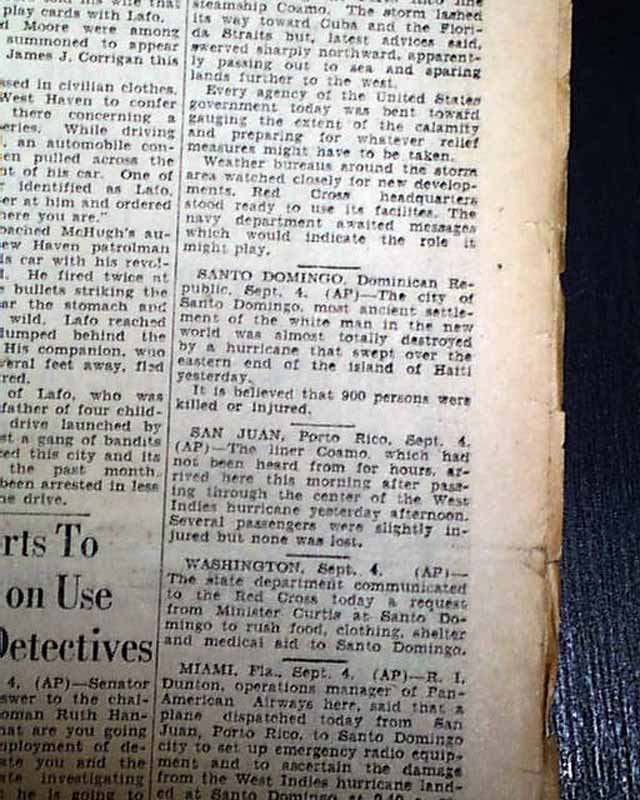 told his wife that
play cards with Lafo.
Moore were among
summoned to appear
James J. Corrigan this
sed in civilian clothes,
West Haven to confer
there concerning a
eries. While driving
, an automobile con-
en pulled across the
nt of his car. One of
identified as Lafo,
er at him and ordered
here you are."
oached McHugh's au-
ew Haven patrolman
is car with his revol-
d. He fired twice at
bullets striking the
ar the stomach and
wild. Lafo reached
lumped behind the
His companion, who
veral feet away, fled
red.
of Lafo, who was
father of four child-
drive launched by
st a gang of bandits
ced this city and its
the past month.
been arrested in less
he drive.
rts To
on Use
Detectives
4, (AP)—Senator
swer to the chal-
oman Ruth Han-
hat are you going
mployment of de-
ate you and the
ate investigating
he is going to
steamship Coamo. The storm lashed
its way toward Cuba and the Flori-
da Straits but, latest advices said,
swerved sharply northward, apparent-
ly passing out to sea and sparing
lands further to the west.
Every agency of the United States
government today was bent toward
gauging the extent of the calamity
and preparing for whatever relief
measures might have to be taken.
Weather bureaus around the storm
area watched closely for new develop-
ments. Red Cross headquarters
stood ready to use its facilites. The
navy department awaited messages
which would indicate the role it
might play.
SANTO DOMINGO, Dominican Re-
public, Sept. 4. (AP)—The city of
Santo Domingo, most ancient settle-
ment of the white man in the new
world was almost totally destroyed
by a hurricane that swept over the
eastern end of the island of Haiti
yesterday.
It is believed that 900 persons were
killed or injured.
SAN JUAN, Porto Rico, Sept. 4.
(AP)—The liner Coamo, which had
not been heard from for hours, ar-
rived here this morning after pass-
ing through the center of the West
Indies hurricane yesterday afternoon.
Several passengers were slightly in-
jured but none was lost.
WASHINGTON, Sept. 4. (AP)—
The state department communicated
to the Red Cross today a request
from Minister Curtis at Santo Do-
mingo to rush food, clothing, shelter
and medical aid to Santo Domingo.
MIAMI, Fla., Sept. 4. (AP)—R. I.
Dunton, operations manager of Pan-
American Airways here, said that a
plane dispatched today from San
Juan, Porto Rico, to Santo Domingo
city to set up emergency radio equip-
ment and to ascertain the damage
from the West Indies hurricane land-
ed at Santo Domingo at